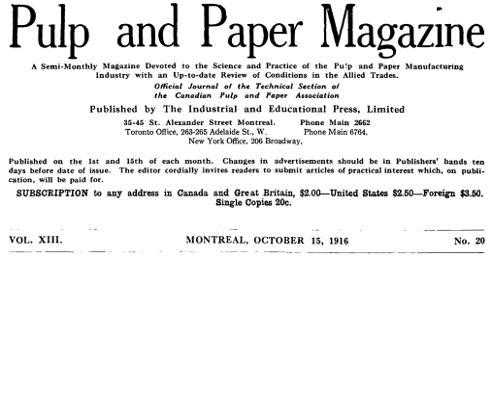 Pulp and Paper Magazine
A Semi-Monthly Magazine Devoted to the Science and Practice of the Pulp and Paper Manufacturing
Industry with an Up-to-date Review of Conditions in the Allied Trades.
Official Journal of the Technical Section of
the Canadian Pulp and Paper Association
Published by The Industrial and Educational Press, Limited
35-45 St. Alexander Street Montreal. Phone Main 2662
Toronto Office, 263-265 Adelaide St., W. Phone Main 6764.
New York Office, 206 Broadway,
Published on the 1st and 15th of each month. Changes in advertisements should be in Publishers' hands ten
days before date of issue. The editor cordially invites readers to submit articles of practical interest which, on publi-
cation, will be paid for.
SUBSCRIPTION to any address in Canada and Great Britain, $2.00—United States $2.50—Foreign $3.50.
Single Copies 20c.
VOL. XIII. MONTREAL, OCTOBER 15, 1916 No. 20